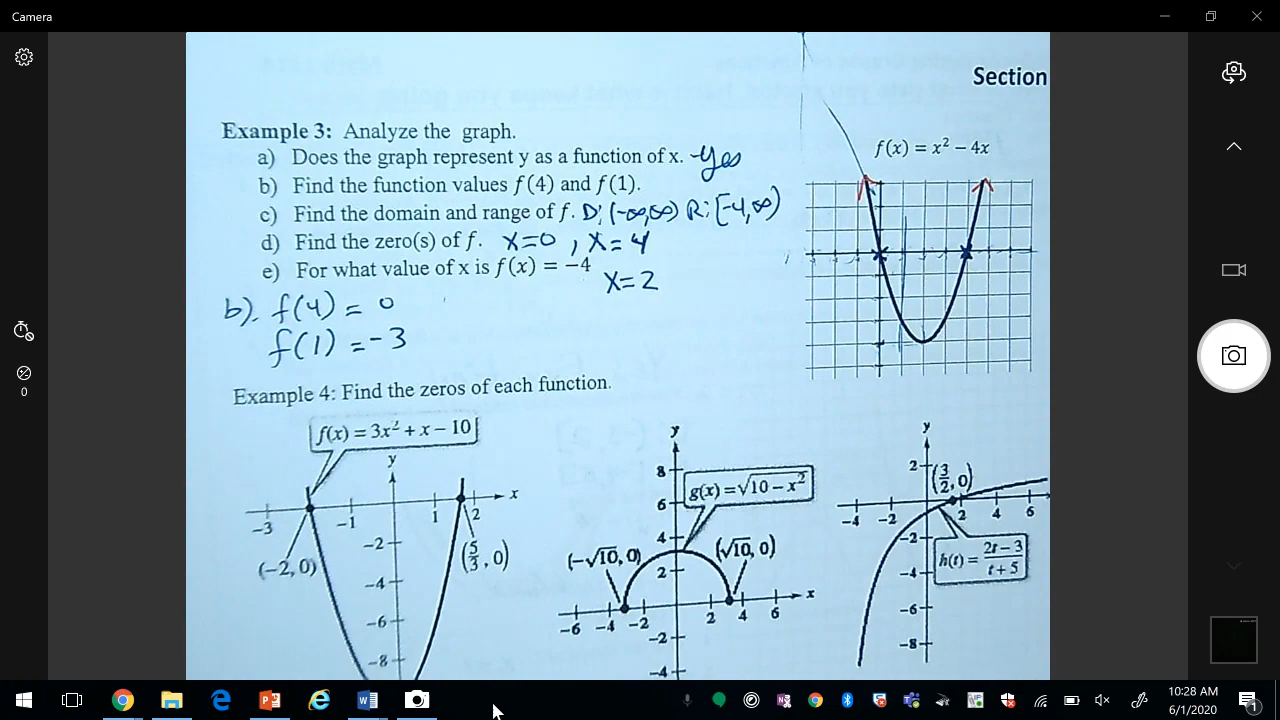 Camera
Section
Example 3: Analyze the graph.
a) Does the graph represent y as a function of x. -Yes
b) Find the function values f(4) and f(1).
c) Find the domain and range of f. D: (-∞,∞) R: [-4,∞)
d) Find the zero(s) of f. x=0 , x=4
e) For what value of x is f(x) = −4
x=2
f(x) = x² − 4x
b). f(4) = 0
f(1) = -3
Example 4: Find the zeros of each function.
f(x) = 3x² + x − 10
y
x
−3 −1 1 2
−2
−4
−6
−8
(−2, 0)
(5/3, 0)
y
8
6
4
2
−2
−4
g(x) = √10 − x²
(−√10, 0)
(√10, 0)
x
−6 −4 −2 2 4 6
y
2
(3/2, 0)
−4 −2 2 4 6
−2
−4
−6
−8
h(t) = 2t − 3 / t + 5
0
10:28 AM
6/1/2020
1